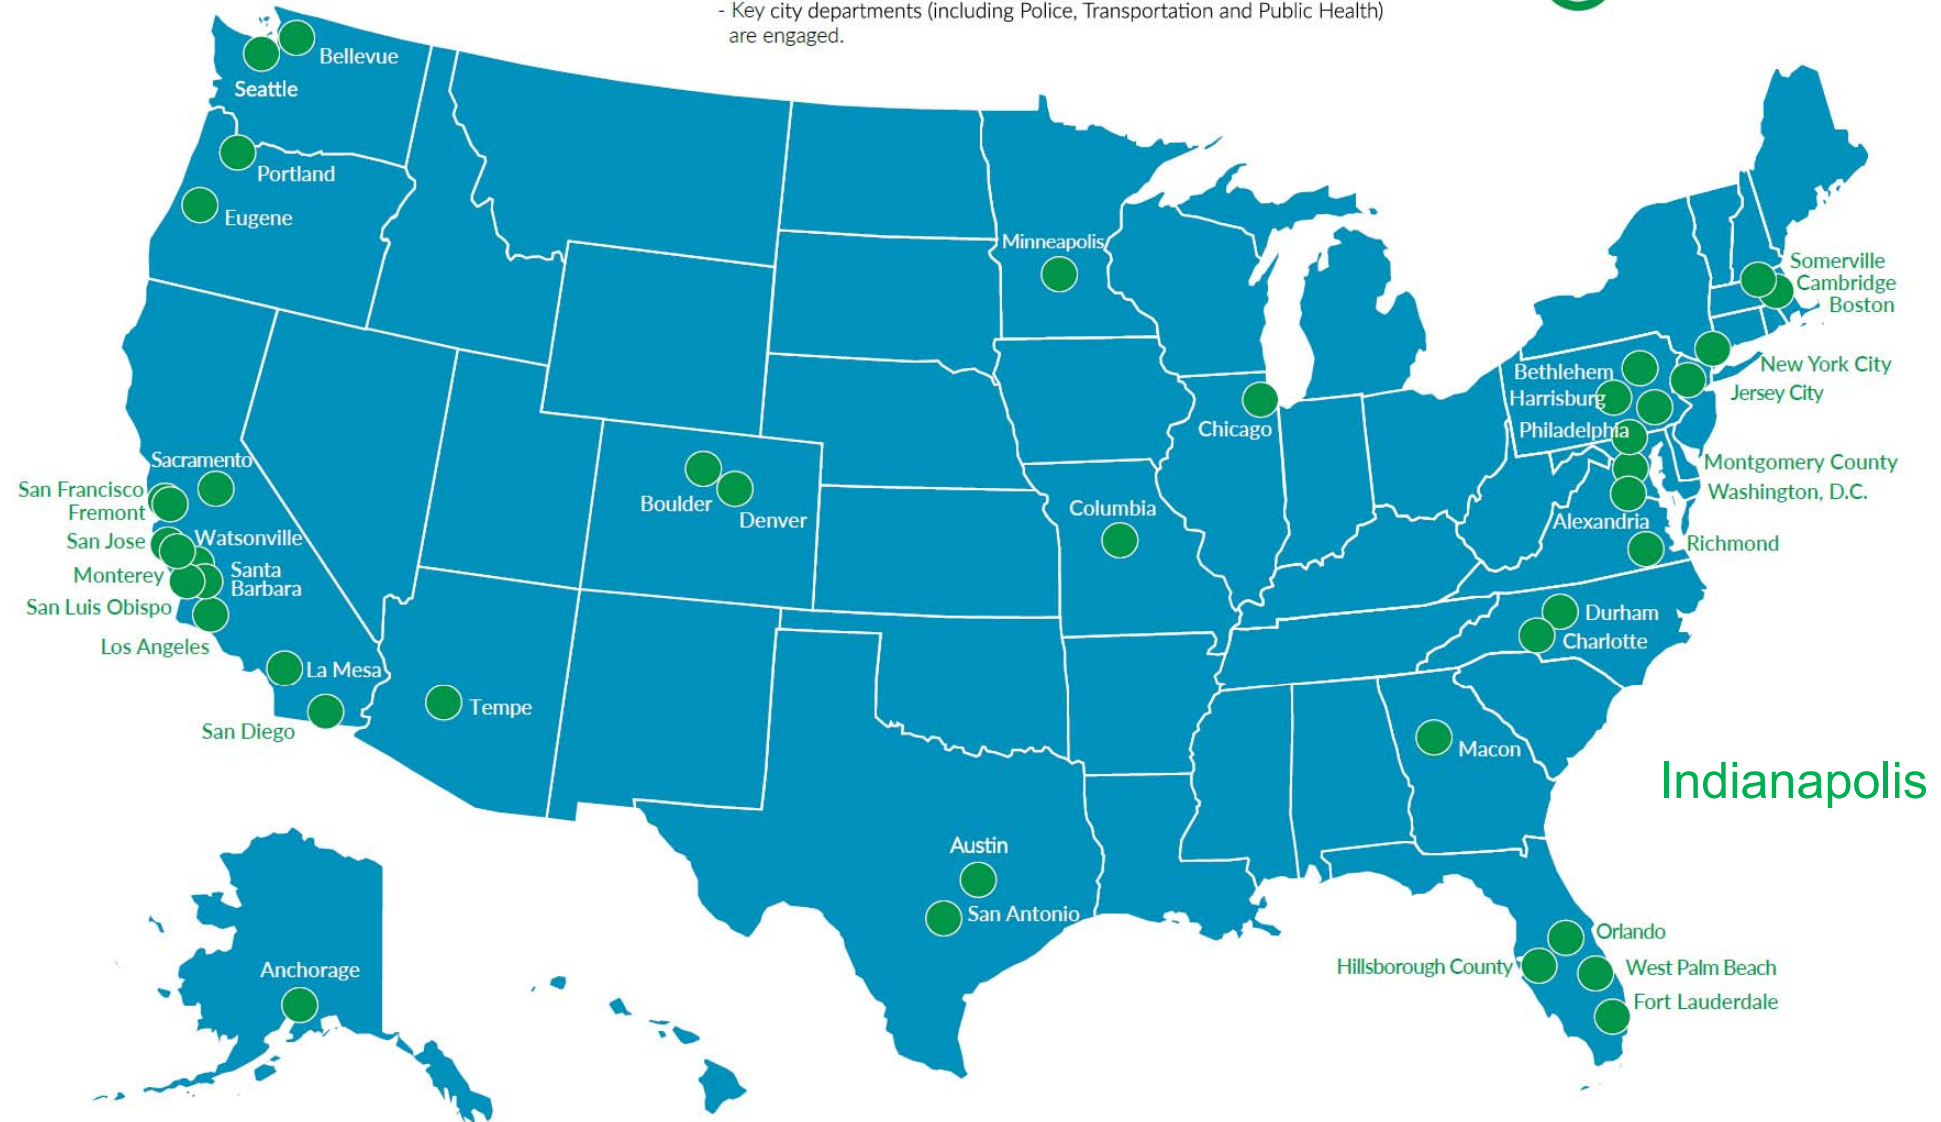 - Key city departments (including Police, Transportation and Public Health)
are engaged.
Bellevue
Seattle
Portland
Eugene
Minneapolis
Somerville
Cambridge
Boston
New York City
Bethlehem
Jersey City
Harrisburg
Chicago
Philadelphia
Sacramento
Montgomery County
San Francisco
Washington, D.C.
Boulder
Columbia
Fremont
Denver
Alexandria
Watsonville
San Jose
Richmond
Santa
Barbara
Monterey
San Luis Obispo
Durham
Charlotte
Los Angeles
La Mesa
Tempe
San Diego
Macon
Indianapolis
Austin
San Antonio
Orlando
Hillsborough County
West Palm Beach
Anchorage
Fort Lauderdale